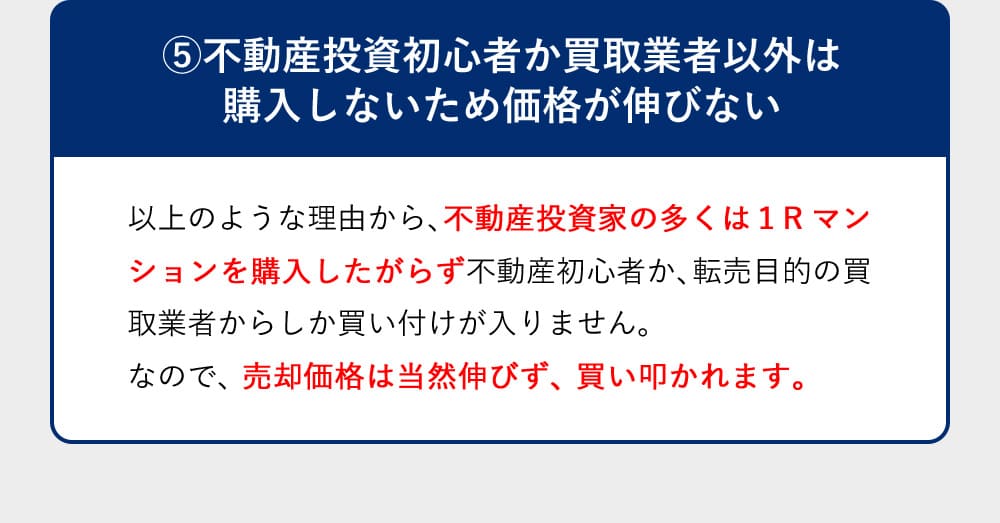 ⑤不動産投資初心者か買取業者以外は
購入しないため価格が伸びない
以上のような理由から、不動産投資家の多くは１Ｒマン
ションを購入したがらず不動産初心者か、転売目的の買
取業者からしか買い付けが入りません。
なので、売却価格は当然伸びず、買い叩かれます。